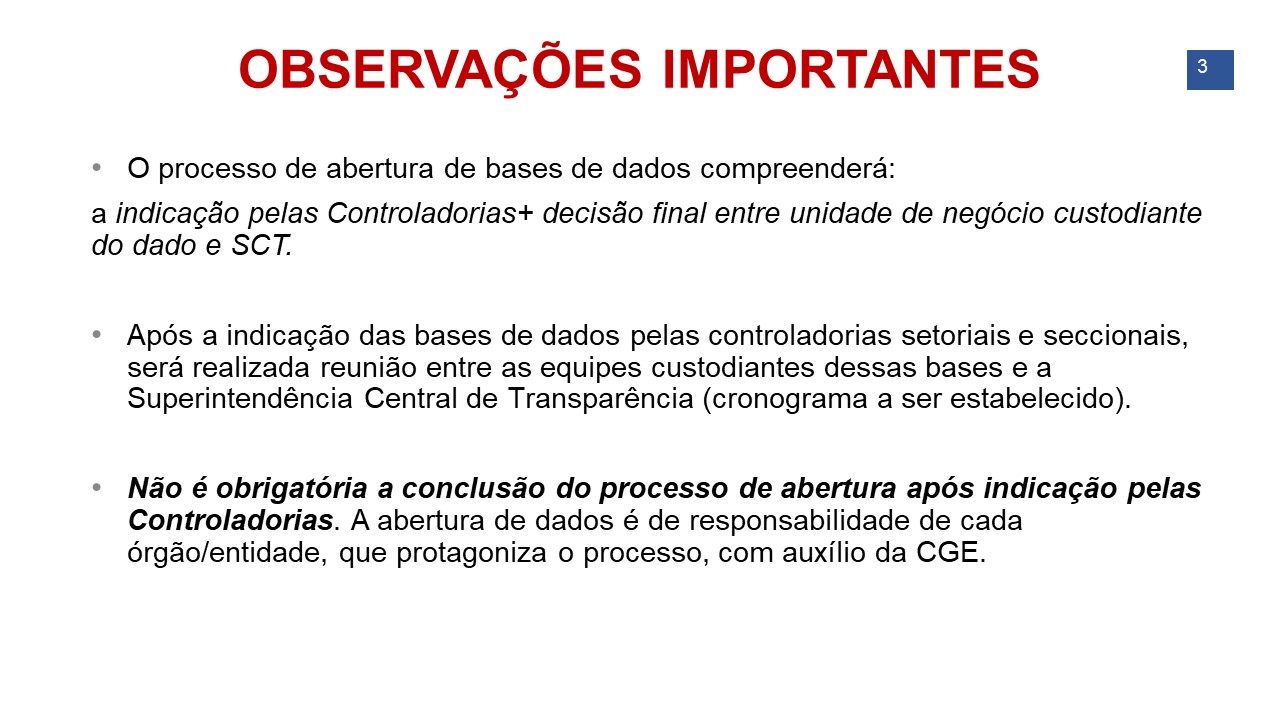 OBSERVAÇÕES IMPORTANTES
3
• O processo de abertura de bases de dados compreenderá:
a indicação pelas Controladorias+ decisão final entre unidade de negócio custodiante
do dado e SCT.
• Após a indicação das bases de dados pelas controladorias setoriais e seccionais,
será realizada reunião entre as equipes custodiantes dessas bases e a
Superintendência Central de Transparência (cronograma a ser estabelecido).
• Não é obrigatória a conclusão do processo de abertura após indicação pelas
Controladorias. A abertura de dados é de responsabilidade de cada
órgão/entidade, que protagoniza o processo, com auxílio da CGE.